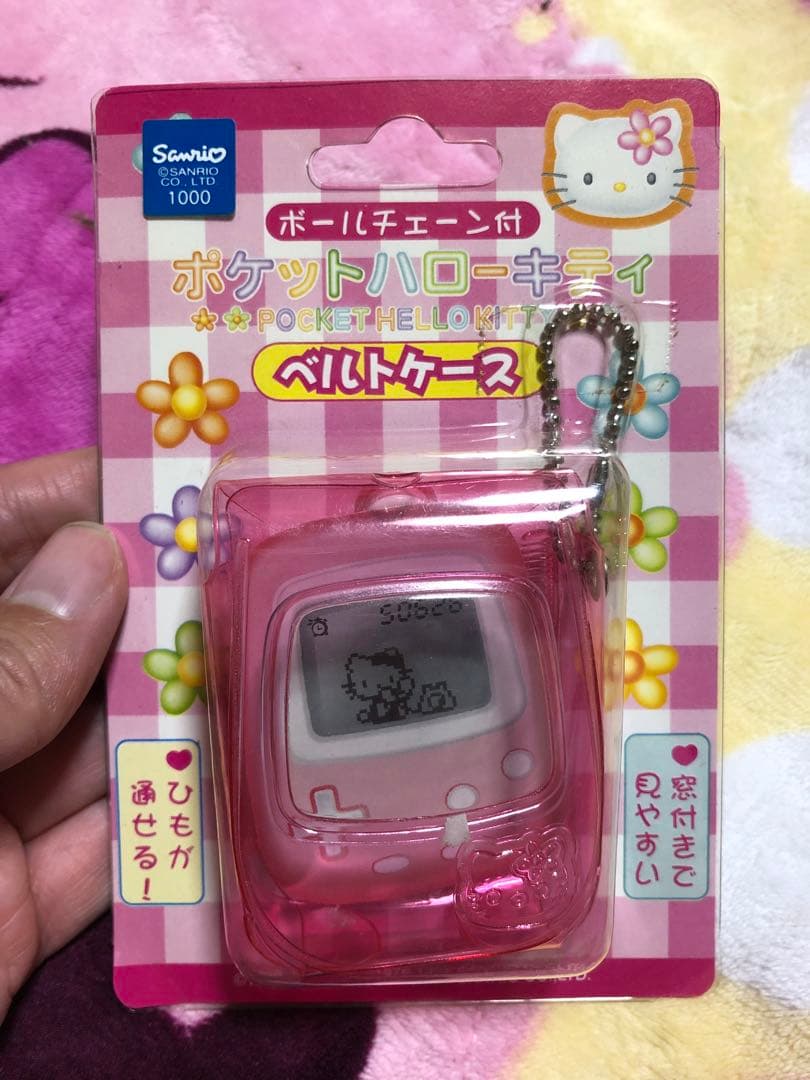 Sanrio
©SANRIO
CO., LTD
1000
ボールチェーン付
ポケットハローキティ
POCKET HELLO KITTY
ベルトケース
ひもが
通せる!
窓付きで
見やすい